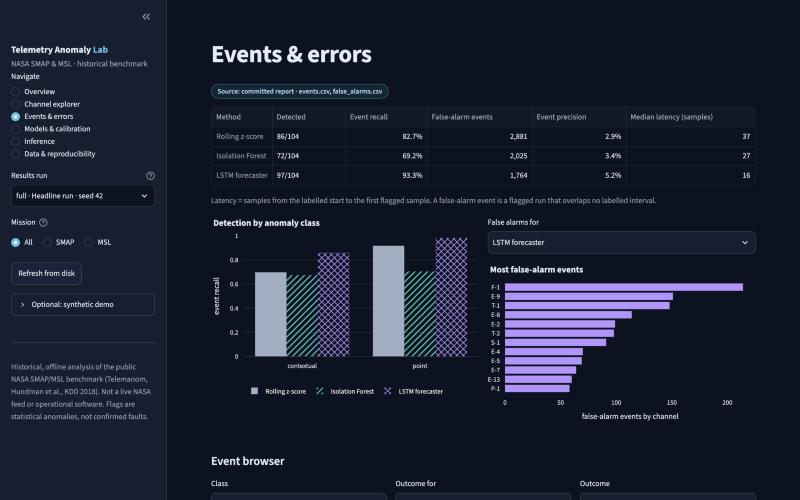 Telemetry Anomaly Lab
NASA SMAP & MSL · historical benchmark
Navigate
Overview
Channel explorer
Events & errors
Models & calibration
Inference
Data & reproducibility
Results run
full · Headline run · seed 42
Mission
All SMAP MSL
Refresh from disk
Optional: synthetic demo
Historical, offline analysis of the public
NASA SMAP/MSL benchmark (Telemanom,
Hundman et al., KDD 2018). Not a live NASA
feed or operational software. Flags are
statistical anomalies, not confirmed faults.
Events & errors
Source: committed report · events.csv, false_alarms.csv
Method Detected Event recall False-alarm events Event precision Median latency (samples)
Rolling z-score 86/104 82.7% 2,881 2.9% 37
Isolation Forest 72/104 69.2% 2,025 3.4% 27
LSTM forecaster 97/104 93.3% 1,764 5.2% 16
Latency = samples from the labelled start to the first flagged sample. A false-alarm event is a flagged run that overlaps no labelled interval.
Detection by anomaly class
1
0.8
0.6
0.4
0.2
0
event recall
contextual point
Rolling z-score Isolation Forest LSTM forecaster
False alarms for
LSTM forecaster
Most false-alarm events
F-1
E-9
T-1
E-8
E-2
T-2
S-1
E-4
E-5
E-7
E-13
P-1
0 50 100 150 200
false-alarm events by channel
Event browser
Class Outcome for Outcome